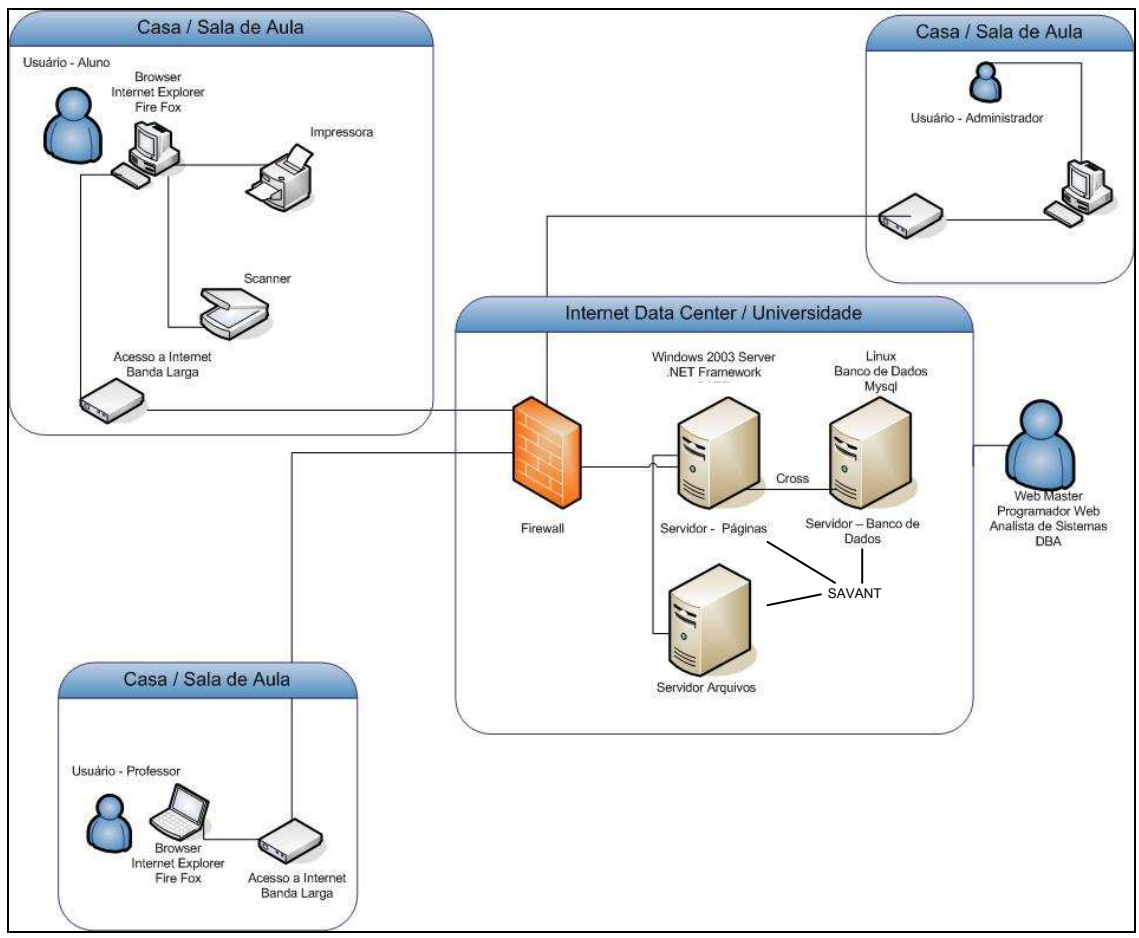 Casa / Sala de Aula
Usuário - Aluno
Browser
Internet Explorer
Fire Fox
Impressora
Scanner
Acesso a Internet
Banda Larga
Casa / Sala de Aula
Usuário - Administrador
Internet Data Center / Universidade
Windows 2003 Server
.NET Framework
Linux
Banco de Dados
Mysql
Cross
Firewall
Servidor - Páginas
Servidor – Banco de
Dados
SAVANT
Servidor Arquivos
Web Master
Programador Web
Analista de Sistemas
DBA
Casa / Sala de Aula
Usuário - Professor
Browser
Internet Explorer
Fire Fox
Acesso a Internet
Banda Larga